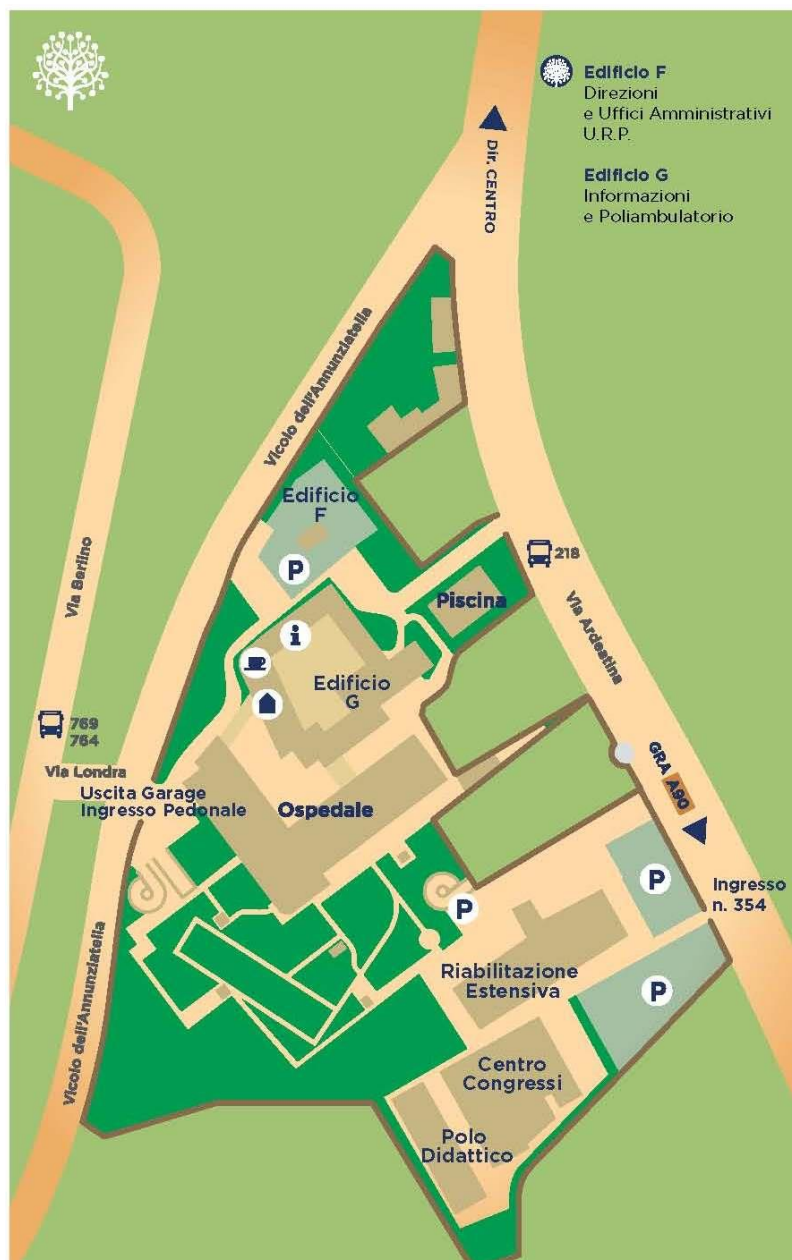 Edificio F
Direzioni
e Uffici Amministrativi
U.R.P.
Edificio G
Informazioni
e Poliambulatorio
Dir. CENTRO
Vicolo dell'Annunziatella
Edificio
F
P
218
Via Berlino
Piscina
Via Ardeatina
i
Edificio
G
769
764
Via Londra
Uscita Garage
Ingresso Pedonale
Ospedale
GRA A90
P
Ingresso
n. 354
P
Riabilitazione
Estensiva
P
Vicolo dell'Annunziatella
Centro
Congressi
Polo
Didattico